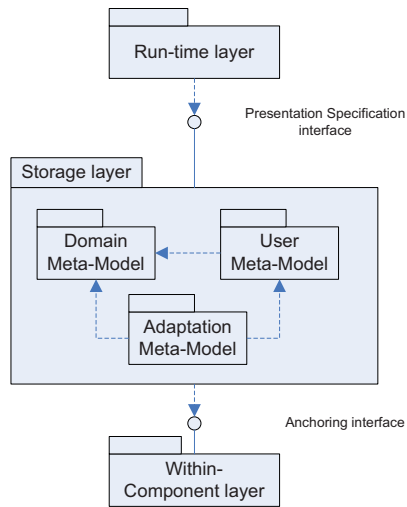 Run-time layer
Presentation Specification
interface
Storage layer
Domain
Meta-Model
User
Meta-Model
Adaptation
Meta-Model
Anchoring interface
Within-
Component layer